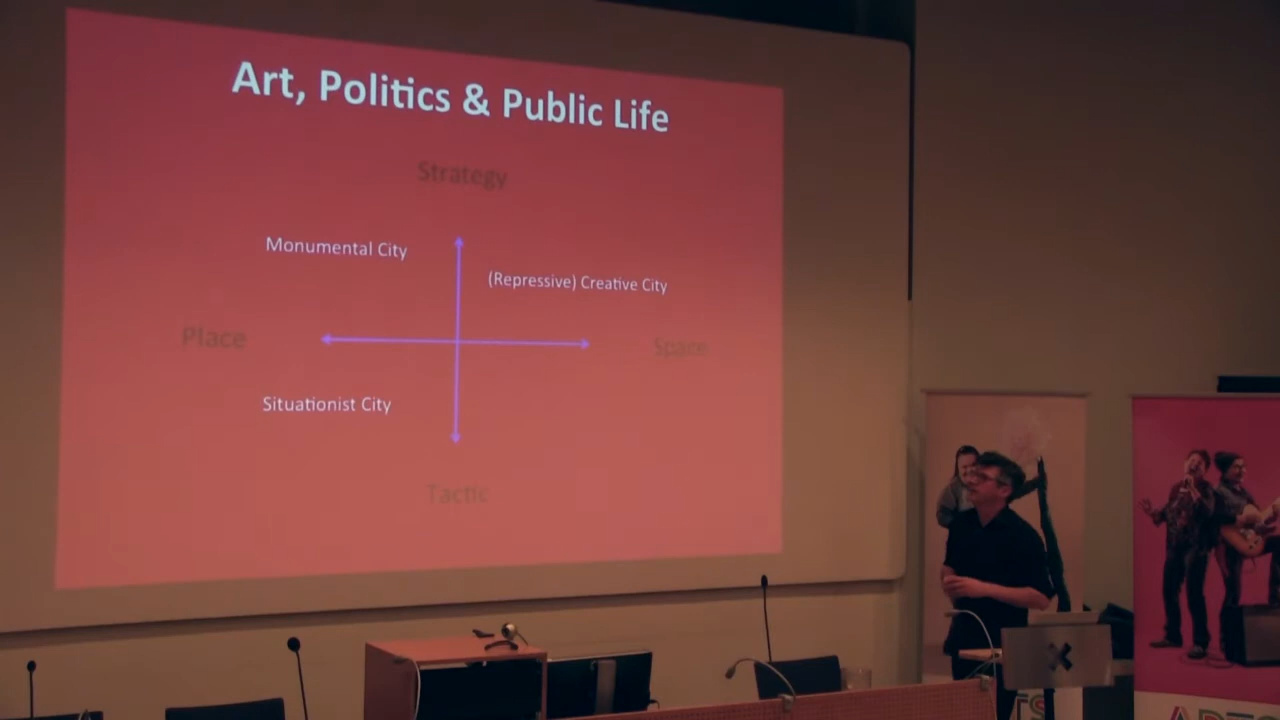 Art, Politics & Public Life
Strategy
Monumental City
(Repressive) Creative City
Place
Space
Situationist City
Tactic